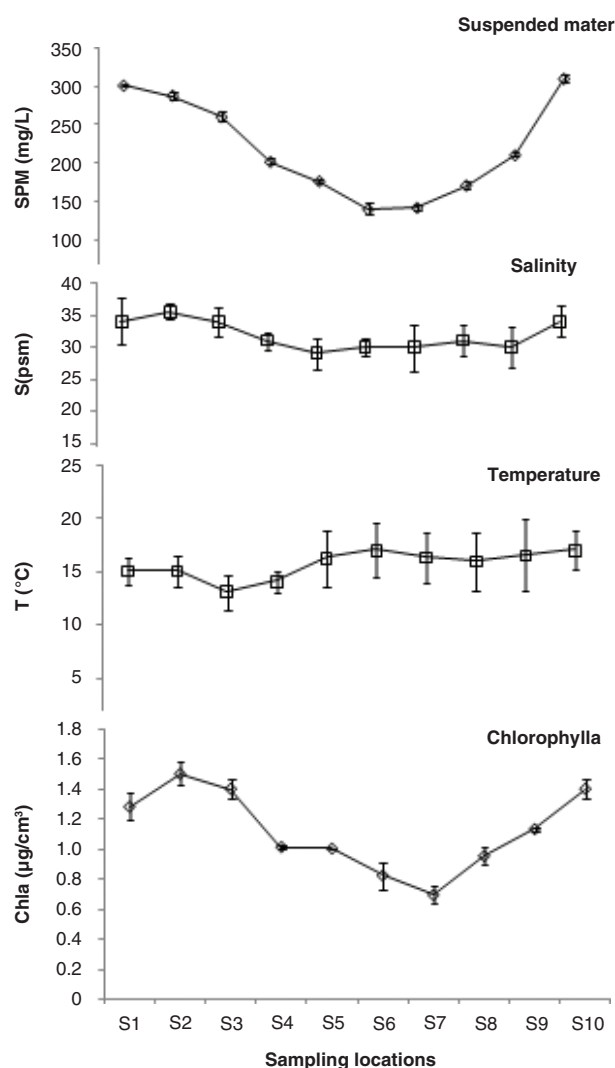 Suspended mater
350
300
250
200
150
100
SPM (mg/L)
Salinity
40
35
30
25
20
15
S(psm)
Temperature
25
20
15
10
5
T (°C)
Chlorophylla
1.8
1.6
1.4
1.2
1.0
0.8
0.6
0.4
0.2
0
Chla (µg/cm³)
S1 S2 S3 S4 S5 S6 S7 S8 S9 S10
Sampling locations